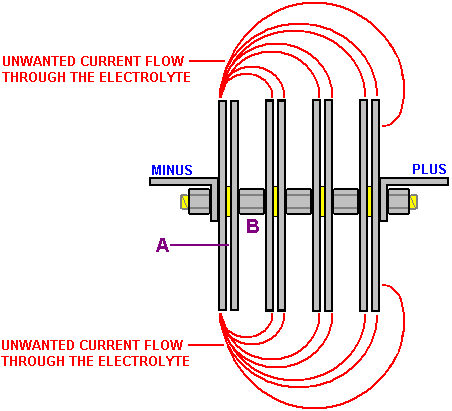 UNWANTED CURRENT FLOW
THROUGH THE ELECTROLYTE
MINUS
PLUS
B
A
UNWANTED CURRENT FLOW
THROUGH THE ELECTROLYTE